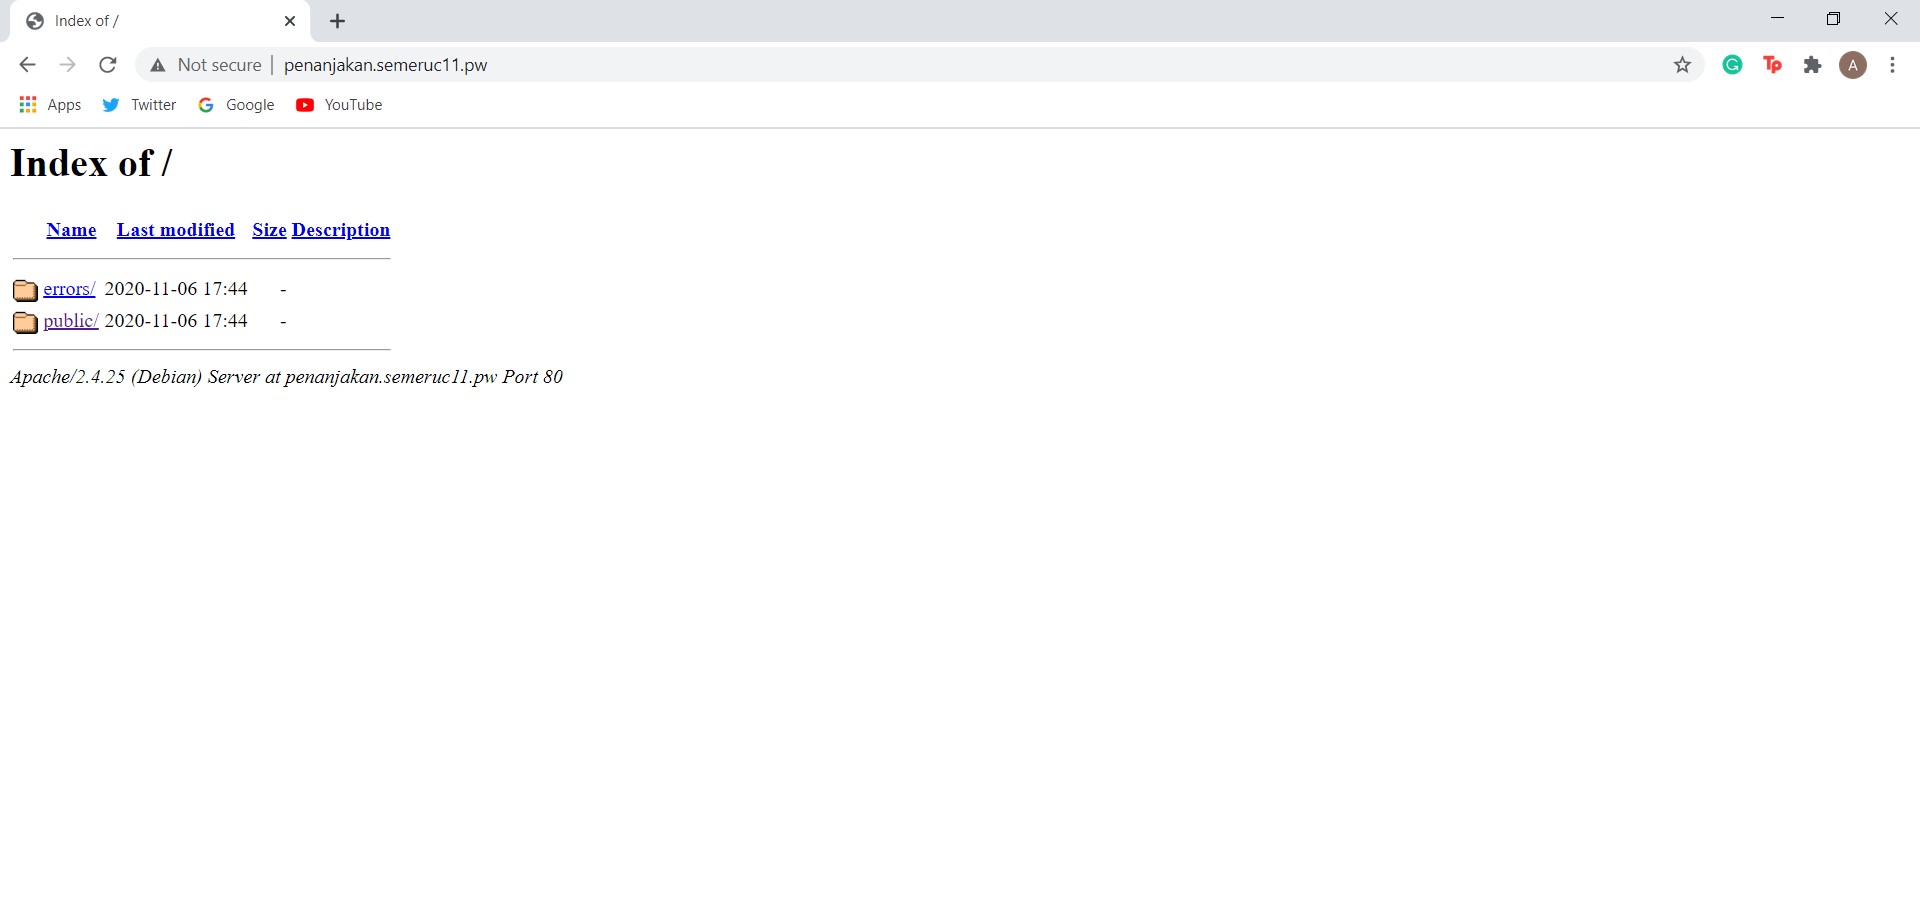 Index of /
Not secure penanjakan.semeruc11.pw
A
Apps Twitter Google YouTube
Index of /
Name Last modified Size Description
errors/ 2020-11-06 17:44 -
public/ 2020-11-06 17:44 -
Apache/2.4.25 (Debian) Server at penanjakan.semeruc11.pw Port 80